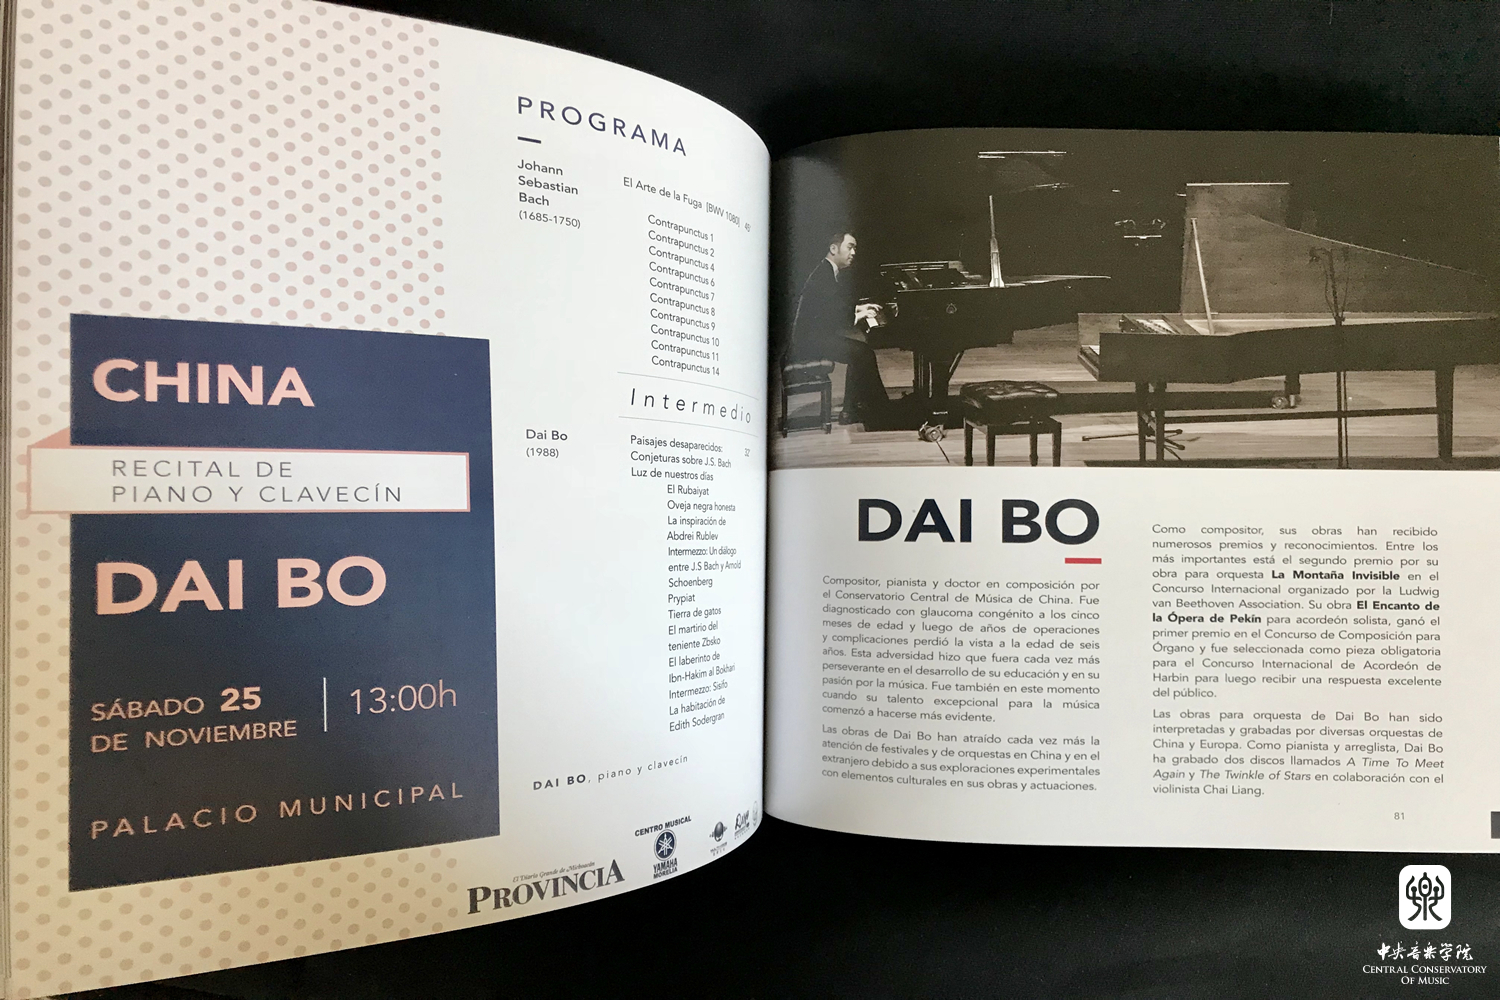 CHINA
RECITAL DE
PIANO Y CLAVECÍN
DAI BO
SÁBADO 25
DE NOVIEMBRE
13:00h
PALACIO MUNICIPAL
PROGRAMA
Johann
Sebastian
Bach
(1685-1750)
El Arte de la Fuga [BWV 1080] 45'
Contrapunctus 1
Contrapunctus 2
Contrapunctus 4
Contrapunctus 6
Contrapunctus 7
Contrapunctus 8
Contrapunctus 9
Contrapunctus 10
Contrapunctus 11
Contrapunctus 14
Intermedio
Dai Bo
(1988)
Paisajes desaparecidos: 32'
Conjeturas sobre J.S. Bach
Luz de nuestros días
El Rubaiyat
Oveja negra honesta
La inspiración de
Abdrei Rublev
Intermezzo: Un diálogo
entre J.S Bach y Arnold
Schoenberg
Prypiat
Tierra de gatos
El martirio del
teniente Zbsko
El laberinto de
Ibn-Hakim al Bokhari
Intermezzo: Sisifo
La habitación de
Edith Sodergran
DAI BO, piano y clavecín
El Diario Grande de Michoacán
PROVINCIA
CENTRO MUSICAL
YAMAHA
MORELIA
DAI BO
Compositor, pianista y doctor en composición por
el Conservatorio Central de Música de China. Fue
diagnosticado con glaucoma congénito a los cinco
meses de edad y luego de años de operaciones
y complicaciones perdió la vista a la edad de seis
años. Esta adversidad hizo que fuera cada vez más
perseverante en el desarrollo de su educación y en su
pasión por la música. Fue también en este momento
cuando su talento excepcional para la música
comenzó a hacerse más evidente.
Las obras de Dai Bo han atraído cada vez más la
atención de festivales y de orquestas en China y en el
extranjero debido a sus exploraciones experimentales
con elementos culturales en sus obras y actuaciones.
Como compositor, sus obras han recibido
numerosos premios y reconocimientos. Entre los
más importantes está el segundo premio por su
obra para orquesta La Montaña Invisible en el
Concurso Internacional organizado por la Ludwig
van Beethoven Association. Su obra El Encanto de
la Ópera de Pekín para acordeón solista, ganó el
primer premio en el Concurso de Composición para
Órgano y fue seleccionada como pieza obligatoria
para el Concurso Internacional de Acordeón de
Harbin para luego recibir una respuesta excelente
del público.
Las obras para orquesta de Dai Bo han sido
interpretadas y grabadas por diversas orquestas de
China y Europa. Como pianista y arreglista, Dai Bo
ha grabado dos discos llamados A Time To Meet
Again y The Twinkle of Stars en colaboración con el
violinista Chai Liang.
81
中央音乐学院
CENTRAL CONSERVATORY
OF MUSIC